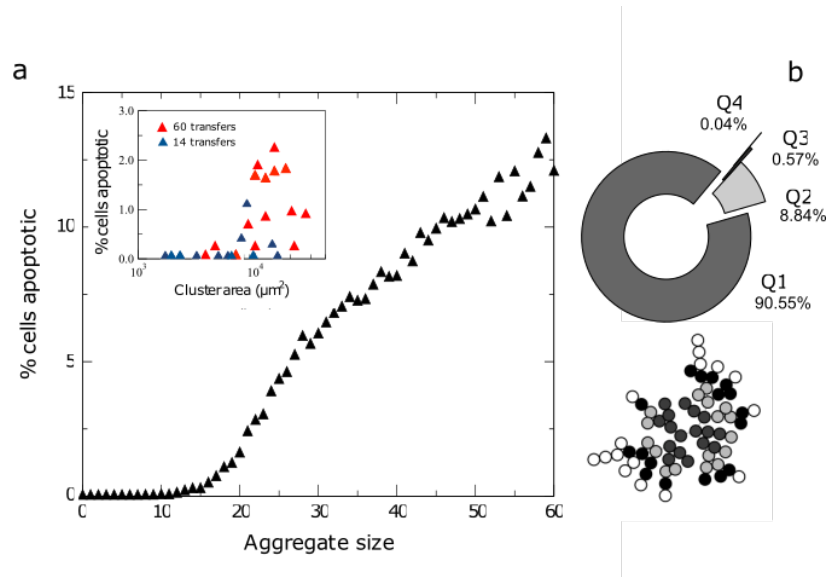 a
b
15
10
5
0
% cells apoptotic
0 10 20 30 40 50 60
Aggregate size
3.0
2.0
1.0
0.0
% cells apoptotic
60 transfers
14 transfers
10³ 10⁴
Cluster area (μm²)
Q4
0.04%
Q3
0.57%
Q2
8.84%
Q1
90.55%